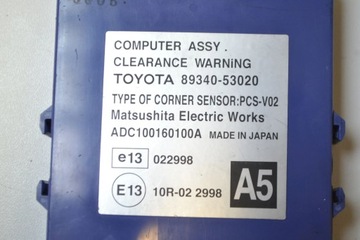 COMPUTER ASSY.
CLEARANCE WARNING
TOYOTA 89340-53020
TYPE OF CORNER SENSOR:PCS-V02
Matsushita Electric Works
ADC100160100A MADE IN JAPAN
e13 022998
E13 10R-02 2998 A5